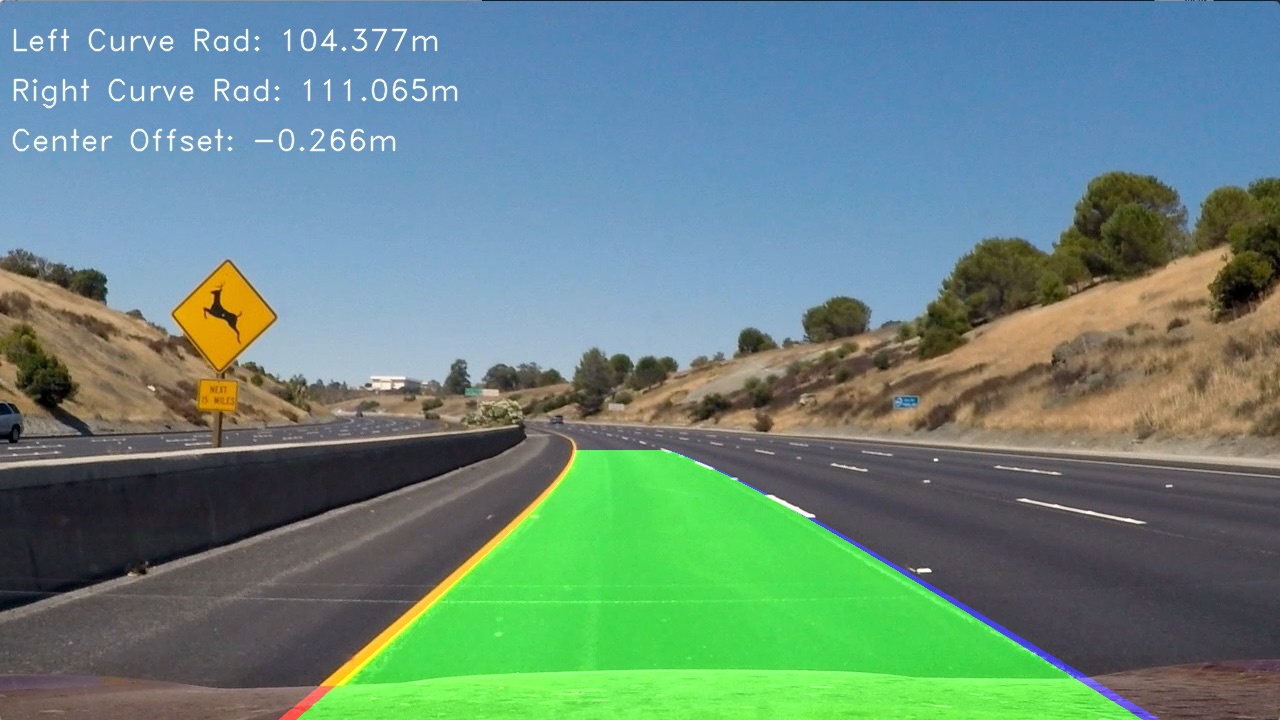 Left Curve Rad: 104.377m
Right Curve Rad: 111.065m
Center Offset: -0.266m
NEXT
15 MILES